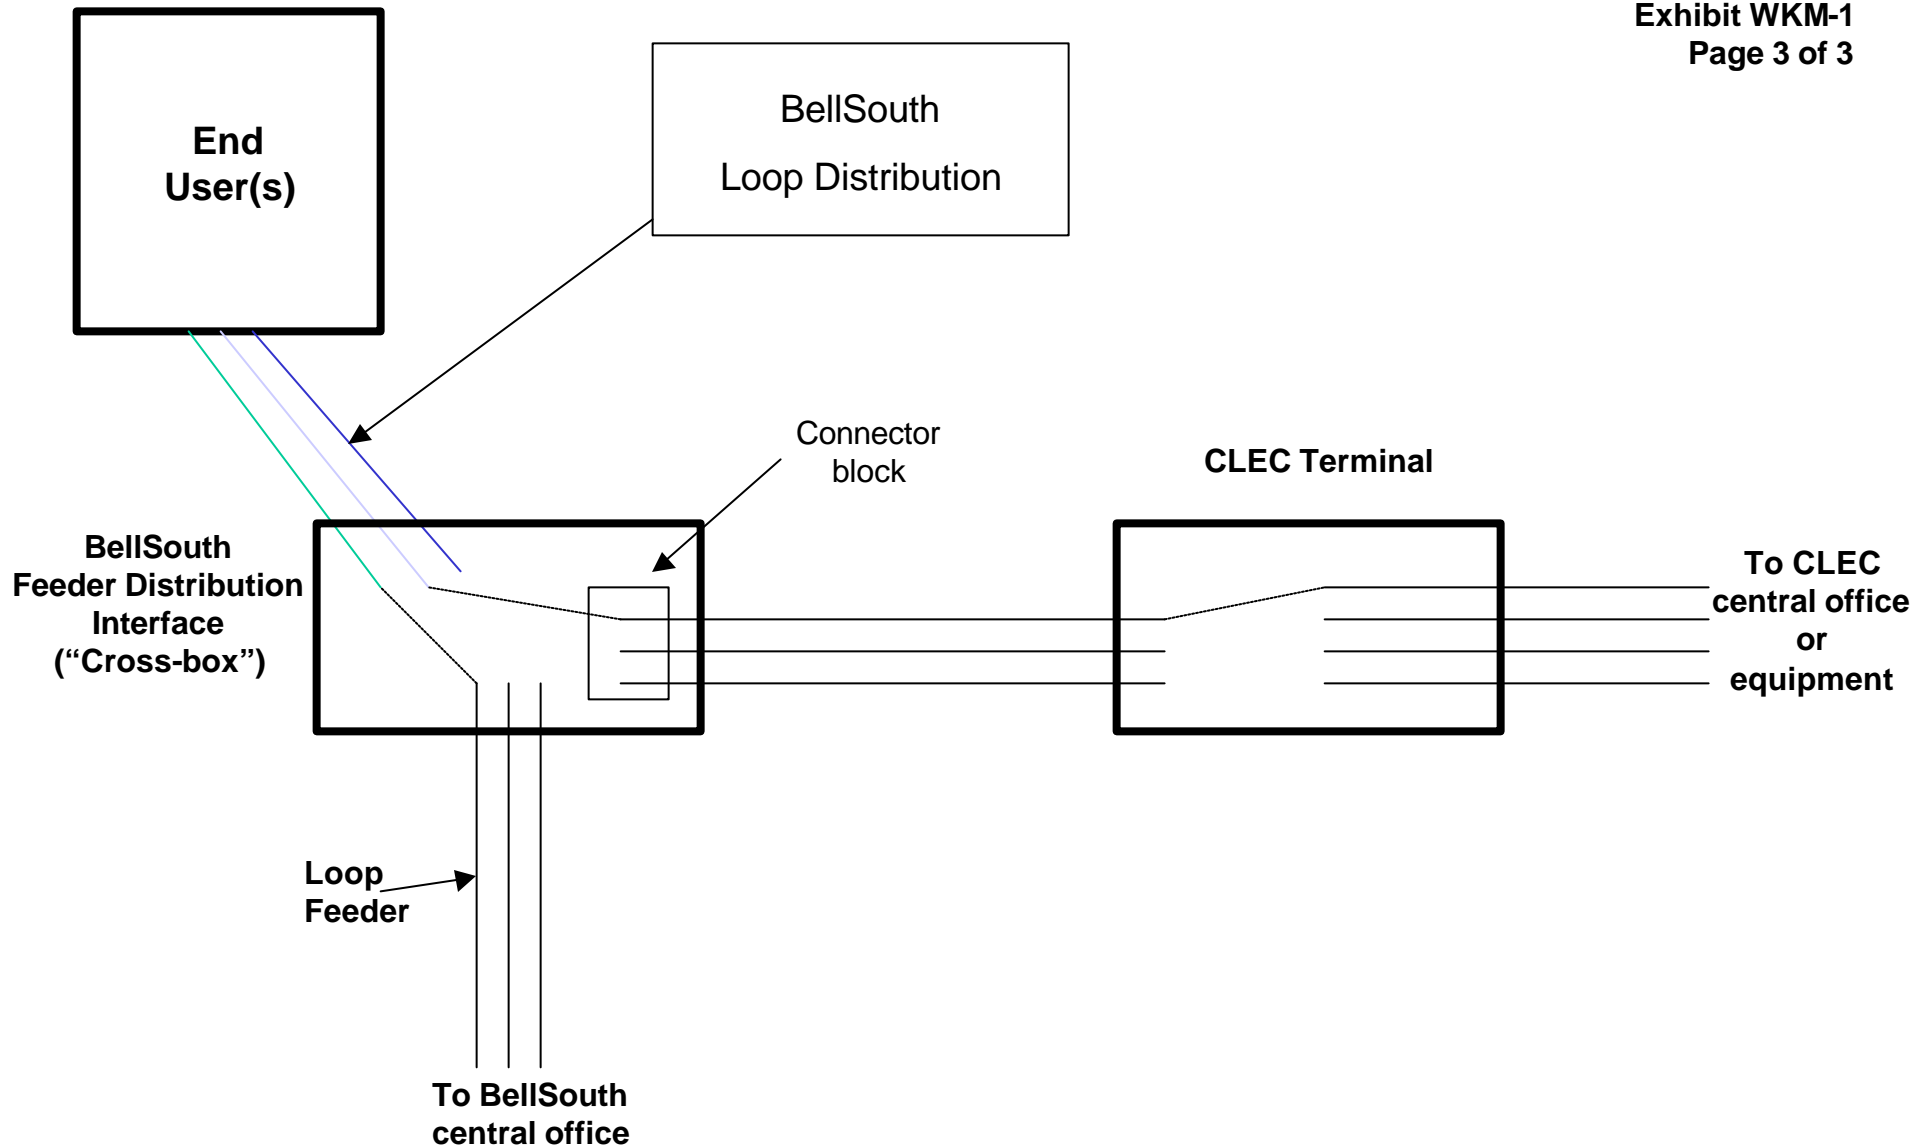 Exhibit WKM-1
Page 3 of 3
End
User(s)
BellSouth
Loop Distribution
Connector
block
CLEC Terminal
BellSouth
Feeder Distribution
Interface
(“Cross-box”)
To CLEC
central office
or
equipment
Loop
Feeder
To BellSouth
central office